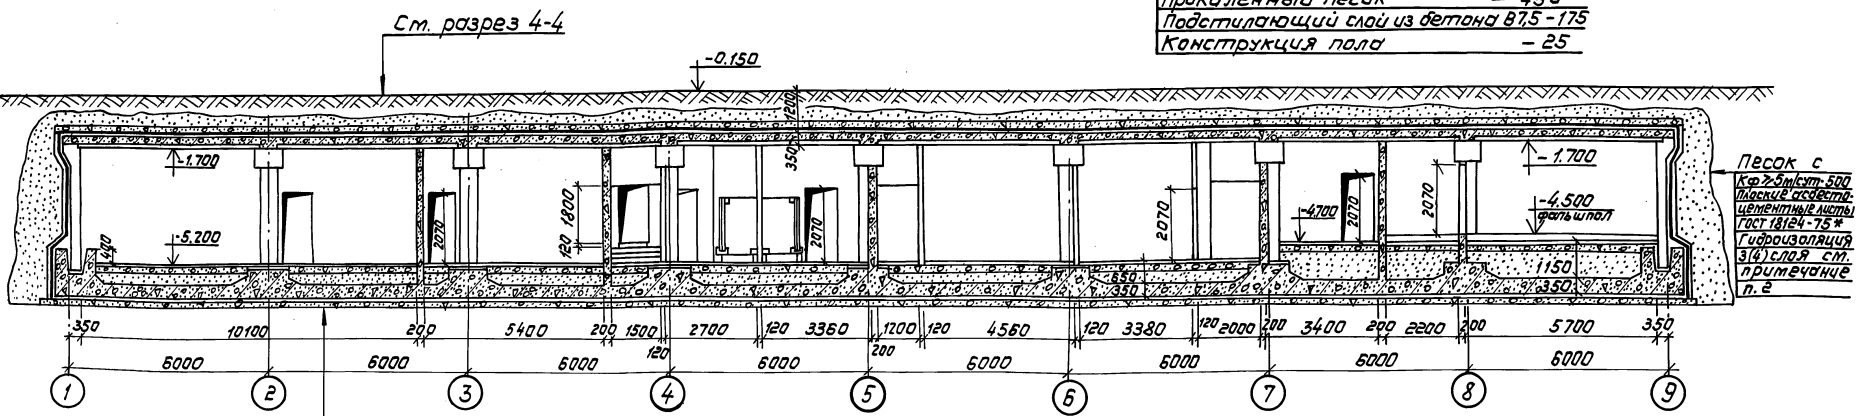 Прокаленный песок - 450
Подстилающий слой из бетона В7,5 - 175
Конструкция пола - 25
См. разрез 4-4
-0.150
1200
350
-1.700
-1.700
-5.200
400
2070
1800
120
2070
2070
-4.700
2070
2070
-4.500
фальшпол
650
350
1150
350
Песок с
Кф≥5м/сут-500
плоские асбесто-
цементные листы
ГОСТ 18124-75*
Гидроизоляция
3(4) слоя см.
примечание
п. 2
350 10100 200 5400 200 1500 2700 120 3360 1200 120 4560 120 3380 120 2000 200 3400 200 2200 200 5700 350
120 200
6000 6000 6000 6000 6000 6000 6000 6000
1 2 3 4 5 6 7 8 9